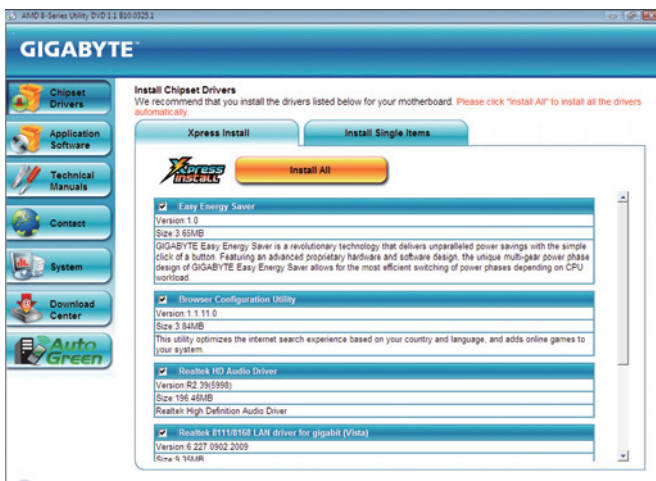 AMD 8-Series Utility DVD 1.1 B10.0325.1
GIGABYTE™
Chipset
Drivers
Application
Software
Technical
Manuals
Contact
System
Download
Center
Auto
Green
Install Chipset Drivers
We recommend that you install the drivers listed below for your motherboard. Please click "Install All" to install all the drivers
automatically.
Xpress Install
Install Single Items
Xpress
INSTALL
Install All
Easy Energy Saver
Version:1.0
Size:3.65MB
GIGABYTE Easy Energy Saver is a revolutionary technology that delivers unparalleled power savings with the simple
click of a button. Featuring an advanced proprietary hardware and software design, the unique multi-gear power phase
design of GIGABYTE Easy Energy Saver allows for the most efficient switching of power phases depending on CPU
workload.
Browser Configuration Utility
Version:1.1.11.0
Size:3.84MB
This utility optimizes the internet search experience based on your country and language, and adds online games to
your system.
Realtek HD Audio Driver
Version:R2.39(5998)
Size:196.46MB
Realtek High Definition Audio Driver
Realtek 8111/8168 LAN driver for gigabit (Vista)
Version:6.227.0902.2009
Size:9.35MB